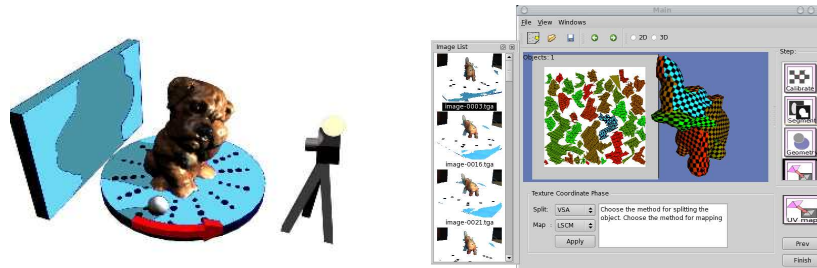 Main
File View Windows
2D 3D
Image List
Objects: 1
Step:
image-0003.tga
Calibrate
Segment
image-0016.tga
Geometry
Texture Coordinate Phase
Split: VSA
Choose the method for splitting the
object. Choose the method for mapping
image-0021.tga
Map : LSCM
UV map
Apply
Prev
Finish